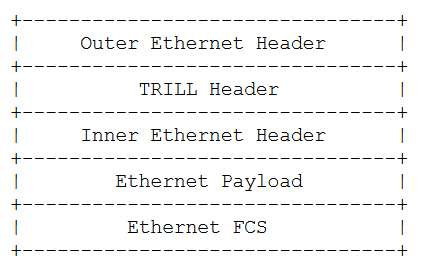 Outer Ethernet Header
TRILL Header
Inner Ethernet Header
Ethernet Payload
Ethernet FCS